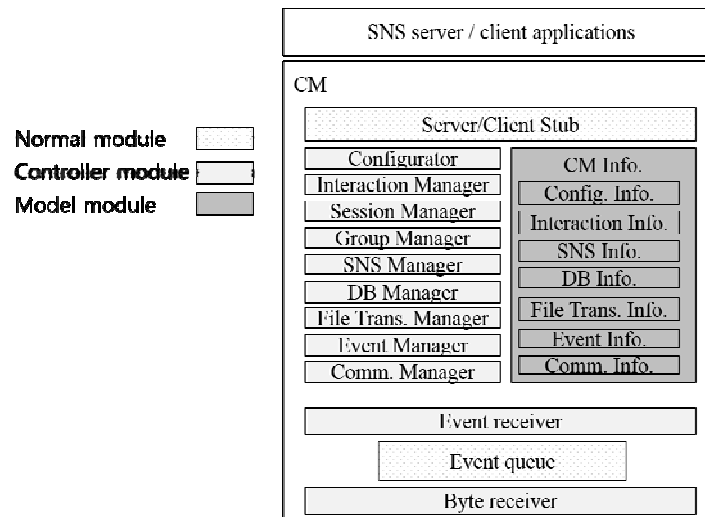 SNS server / client applications
CM
Server/Client Stub
Normal module
Controller module
Model module
Configurator
Interaction Manager
Session Manager
Group Manager
SNS Manager
DB Manager
File Trans. Manager
Event Manager
Comm. Manager
CM Info.
Config. Info.
Interaction Info.
SNS Info.
DB Info.
File Trans. Info.
Event Info.
Comm. Info.
Event receiver
Event queue
Byte receiver